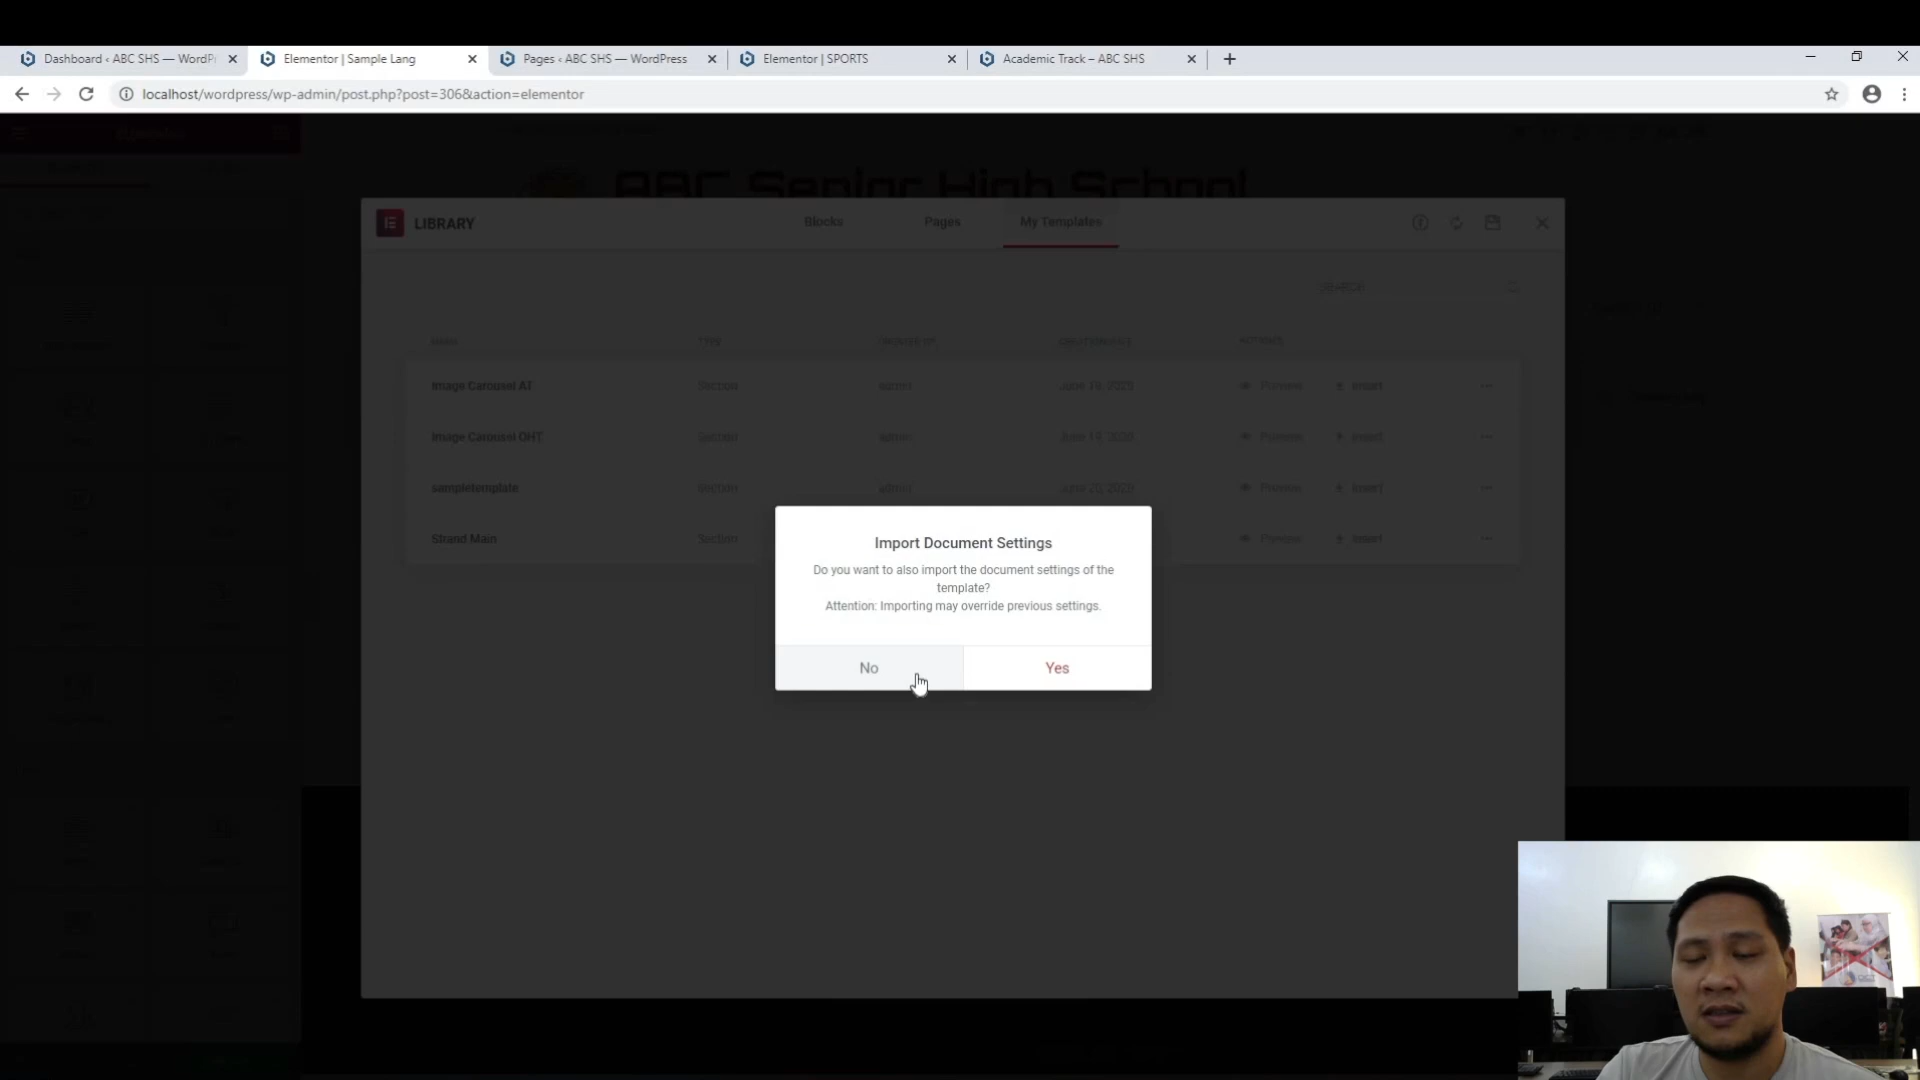 Dashboard ‹ ABC SHS — WordPr
Elementor | Sample Lang
Pages ‹ ABC SHS — WordPress
Elementor | SPORTS
Academic Track – ABC SHS
localhost/wordpress/wp-admin/post.php?post=306&action=elementor
ABC Senior High School
LIBRARY
Blocks
Pages
My Templates
SEARCH
NAME TYPE CREATED BY CREATION DATE ACTIONS
Image Carousel AT Section admin June 19, 2020 Preview Insert
Image Carousel OHT Section admin June 19, 2020 Preview Insert
sampletemplate Section admin June 20, 2020 Preview Insert
Strand Main Section Preview Insert
Import Document Settings
Do you want to also import the document settings of the
template?
Attention: Importing may override previous settings.
No
Yes